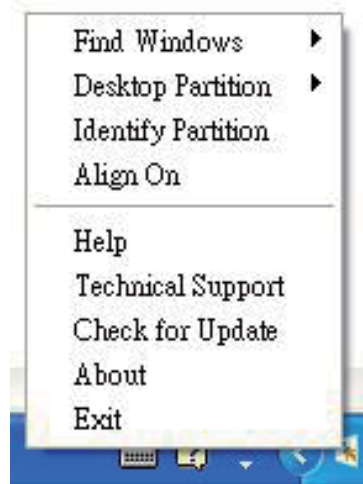 Find Windows
Desktop Partition
Identify Partition
Align On
Help
Technical Support
Check for Update
About
Exit